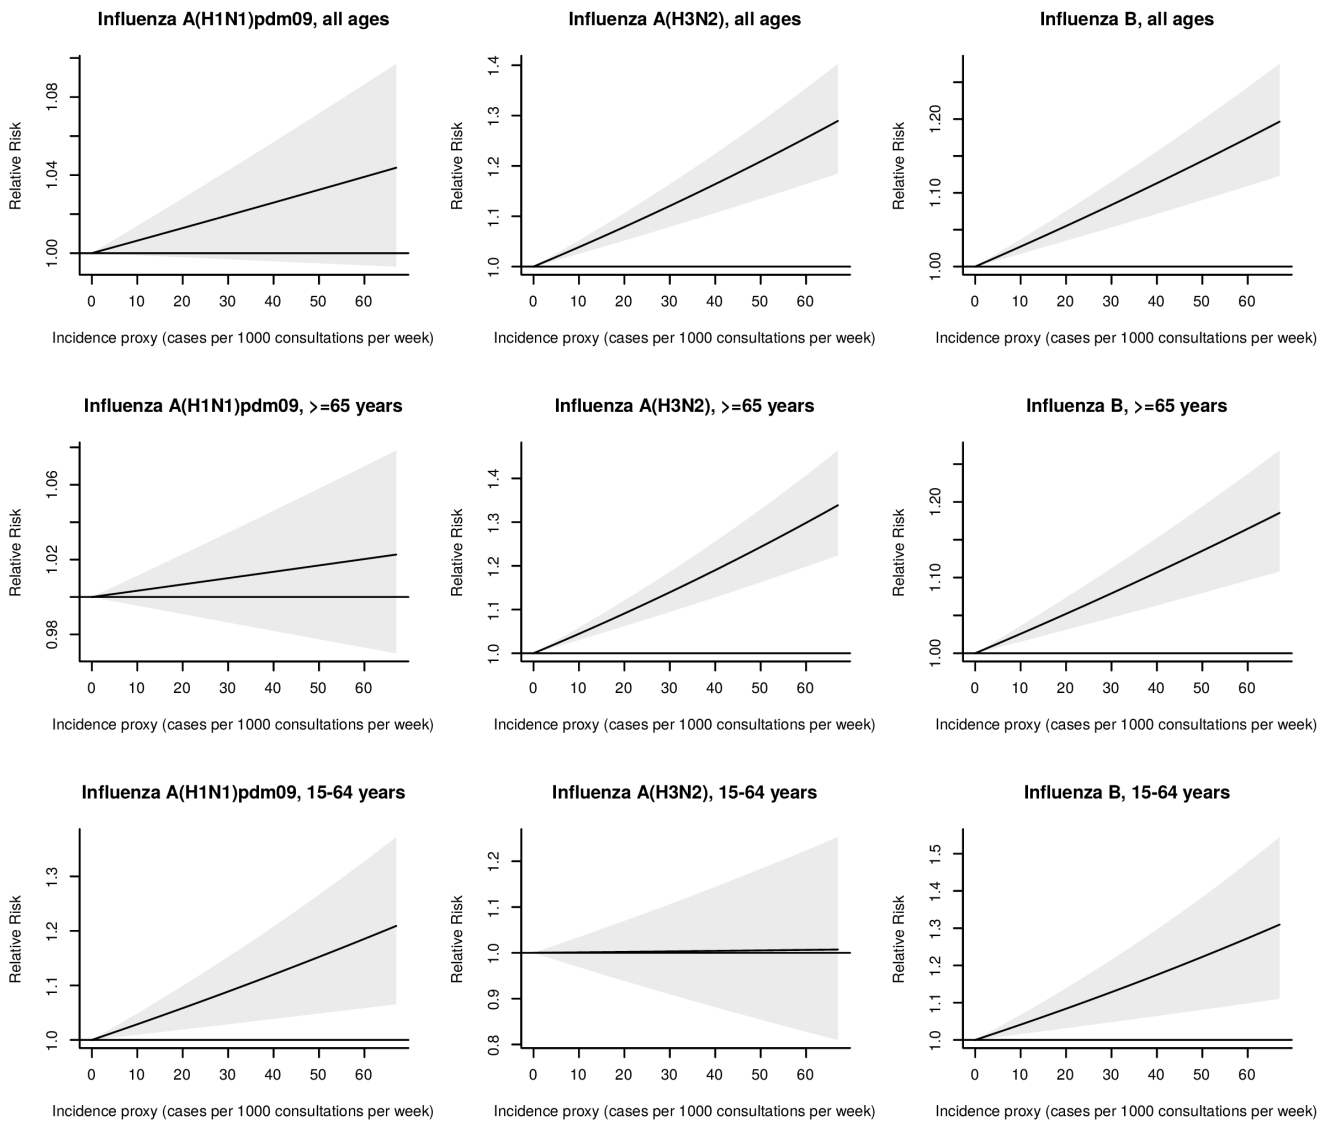 Influenza A(H1N1)pdm09, all ages
Relative Risk
1.08
1.04
1.00
0 10 20 30 40 50 60
Incidence proxy (cases per 1000 consultations per week)
Influenza A(H3N2), all ages
Relative Risk
1.4
1.3
1.2
1.1
1.0
0 10 20 30 40 50 60
Incidence proxy (cases per 1000 consultations per week)
Influenza B, all ages
Relative Risk
1.20
1.10
1.00
0 10 20 30 40 50 60
Incidence proxy (cases per 1000 consultations per week)
Influenza A(H1N1)pdm09, >=65 years
Relative Risk
1.06
1.02
0.98
0 10 20 30 40 50 60
Incidence proxy (cases per 1000 consultations per week)
Influenza A(H3N2), >=65 years
Relative Risk
1.4
1.3
1.2
1.1
1.0
0 10 20 30 40 50 60
Incidence proxy (cases per 1000 consultations per week)
Influenza B, >=65 years
Relative Risk
1.20
1.10
1.00
0 10 20 30 40 50 60
Incidence proxy (cases per 1000 consultations per week)
Influenza A(H1N1)pdm09, 15-64 years
Relative Risk
1.3
1.2
1.1
1.0
0 10 20 30 40 50 60
Incidence proxy (cases per 1000 consultations per week)
Influenza A(H3N2), 15-64 years
Relative Risk
1.2
1.1
1.0
0.9
0.8
0 10 20 30 40 50 60
Incidence proxy (cases per 1000 consultations per week)
Influenza B, 15-64 years
Relative Risk
1.5
1.4
1.3
1.2
1.1
1.0
0 10 20 30 40 50 60
Incidence proxy (cases per 1000 consultations per week)